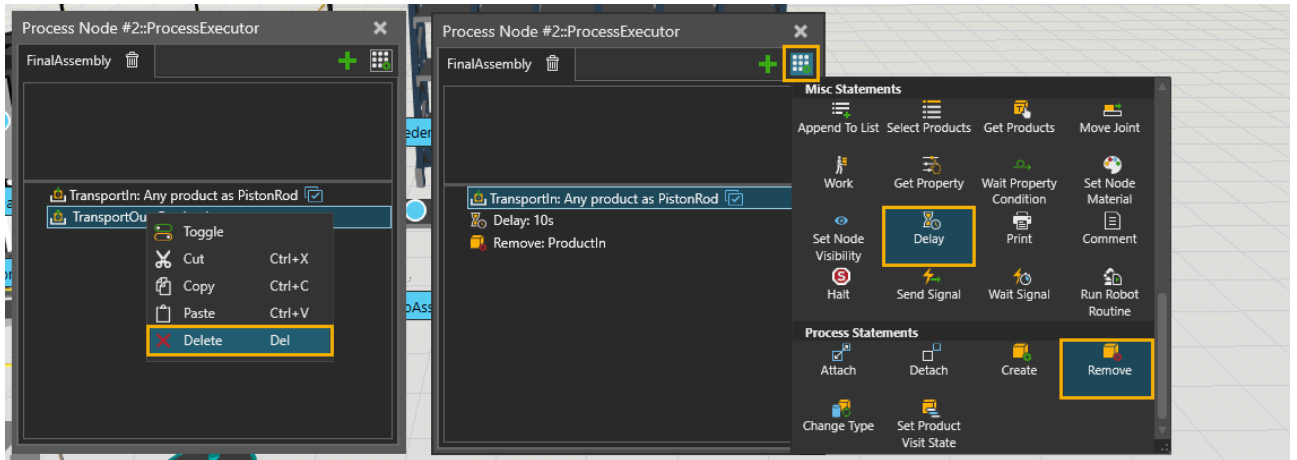 Process Node #2::ProcessExecutor
FinalAssembly
TransportIn: Any product as PistonRod
TransportOu
Toggle
Cut Ctrl+X
Copy Ctrl+C
Paste Ctrl+V
Delete Del
Process Node #2::ProcessExecutor
FinalAssembly
TransportIn: Any product as PistonRod
Delay: 10s
Remove: ProductIn
eder
oAss
Misc Statements
Append To List Select Products Get Products Move Joint
Work Get Property Wait Property Condition Set Node Material
Set Node Visibility Delay Print Comment
Halt Send Signal Wait Signal Run Robot Routine
Process Statements
Attach Detach Create Remove
Change Type Set Product Visit State